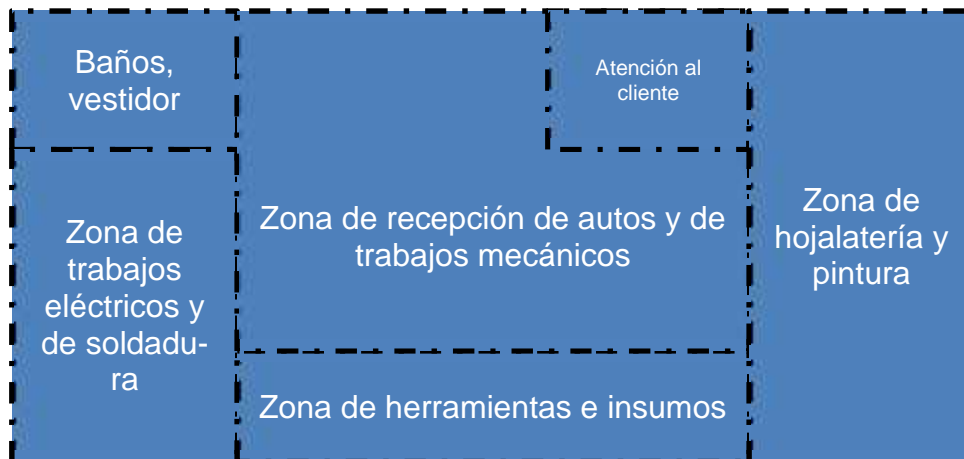 Baños,
vestidor
Atención al
cliente
Zona de
trabajos
eléctricos y
de soldadu-
ra
Zona de recepción de autos y de
trabajos mecánicos
Zona de
hojalatería y
pintura
Zona de herramientas e insumos